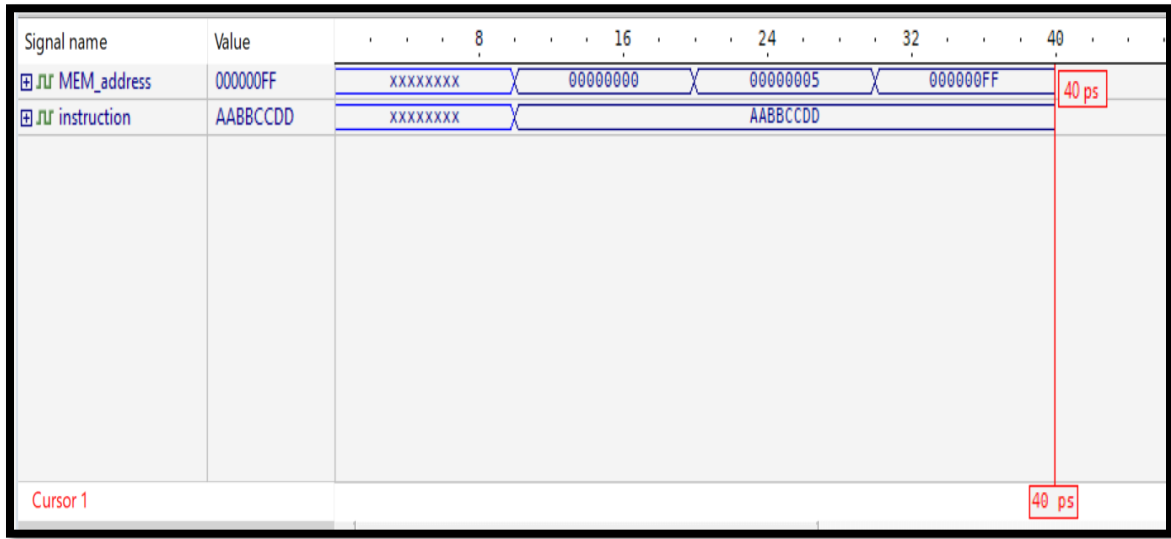 Signal name Value 8 16 24 32 40
MEM_address 000000FF xxxxxxxx 00000000 00000005 000000FF 40 ps
instruction AABBCCDD xxxxxxxx AABBCCDD
Cursor 1 40 ps